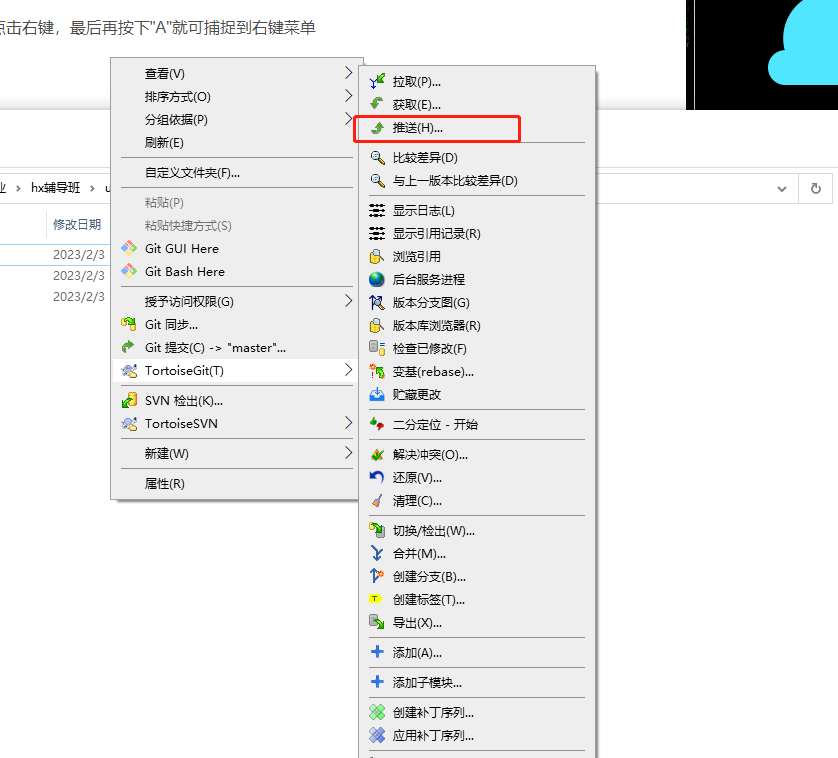 点击右键，最后再按下"A"就可捕捉到右键菜单
业 > hx辅导班 > u
修改日期
2023/2/3
2023/2/3
2023/2/3
查看(V)
排序方式(O)
分组依据(P)
刷新(E)
自定义文件夹(F)...
粘贴(P)
粘贴快捷方式(S)
Git GUI Here
Git Bash Here
授予访问权限(G)
Git 同步...
Git 提交(C) -> "master"...
TortoiseGit(T)
SVN 检出(K)...
TortoiseSVN
新建(W)
属性(R)
拉取(P)...
获取(E)...
推送(H)...
比较差异(D)
与上一版本比较差异(D)
显示日志(L)
显示引用记录(R)
浏览引用
后台服务进程
版本分支图(G)
版本库浏览器(R)
检查已修改(F)
变基(rebase)...
贮藏更改
二分定位 - 开始
解决冲突(O)...
还原(V)...
清理(C)...
切换/检出(W)...
合并(M)...
创建分支(B)...
创建标签(T)...
导出(X)...
添加(A)...
添加子模块...
创建补丁序列...
应用补丁序列...